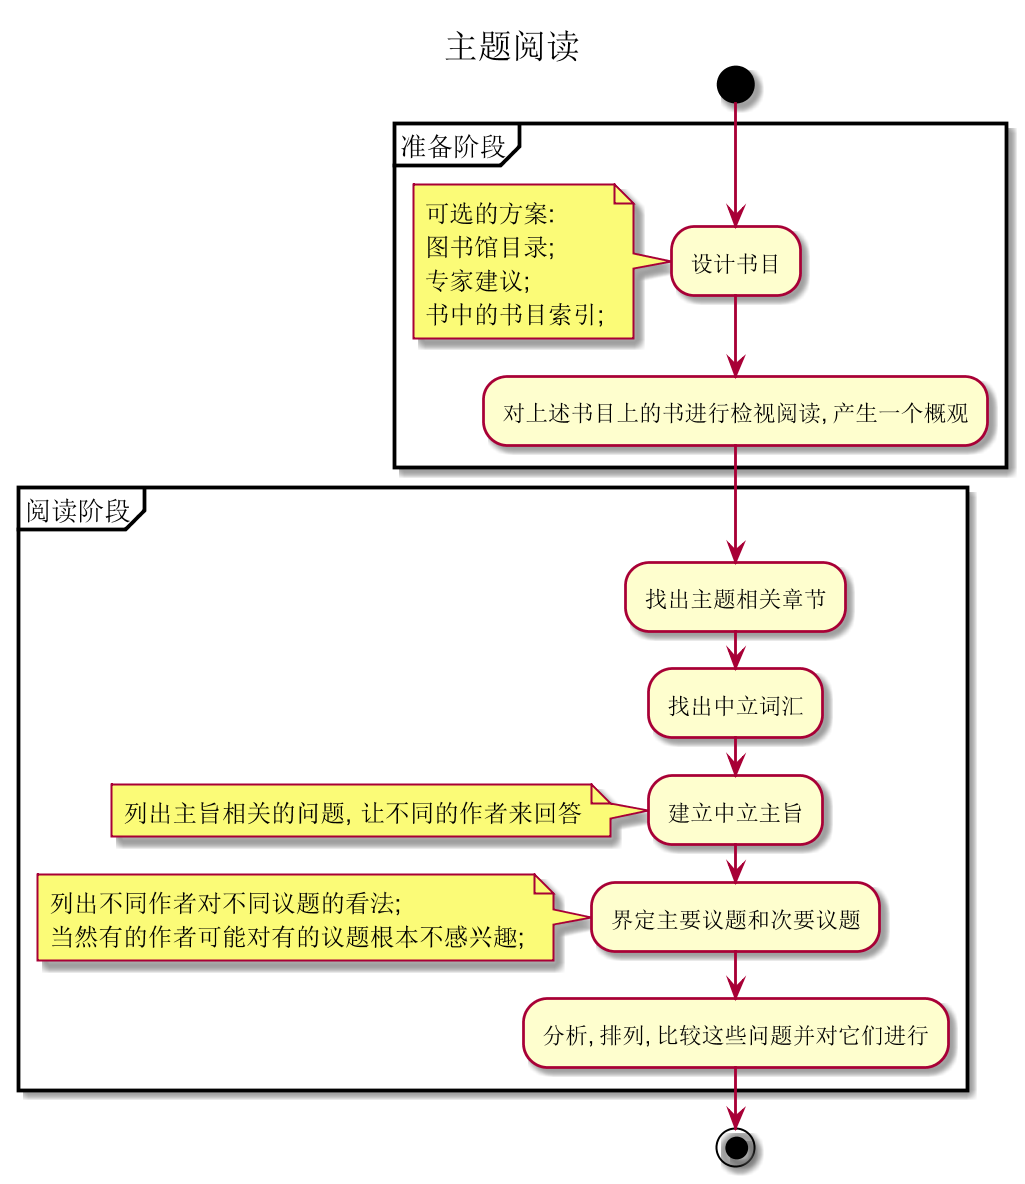 主题阅读
准备阶段
可选的方案:
图书馆目录;
专家建议;
书中的书目索引;
设计书目
对上述书目上的书进行检视阅读, 产生一个概观
阅读阶段
找出主题相关章节
找出中立词汇
列出主旨相关的问题, 让不同的作者来回答
建立中立主旨
列出不同作者对不同议题的看法;
当然有的作者可能对有的议题根本不感兴趣;
界定主要议题和次要议题
分析, 排列, 比较这些问题并对它们进行